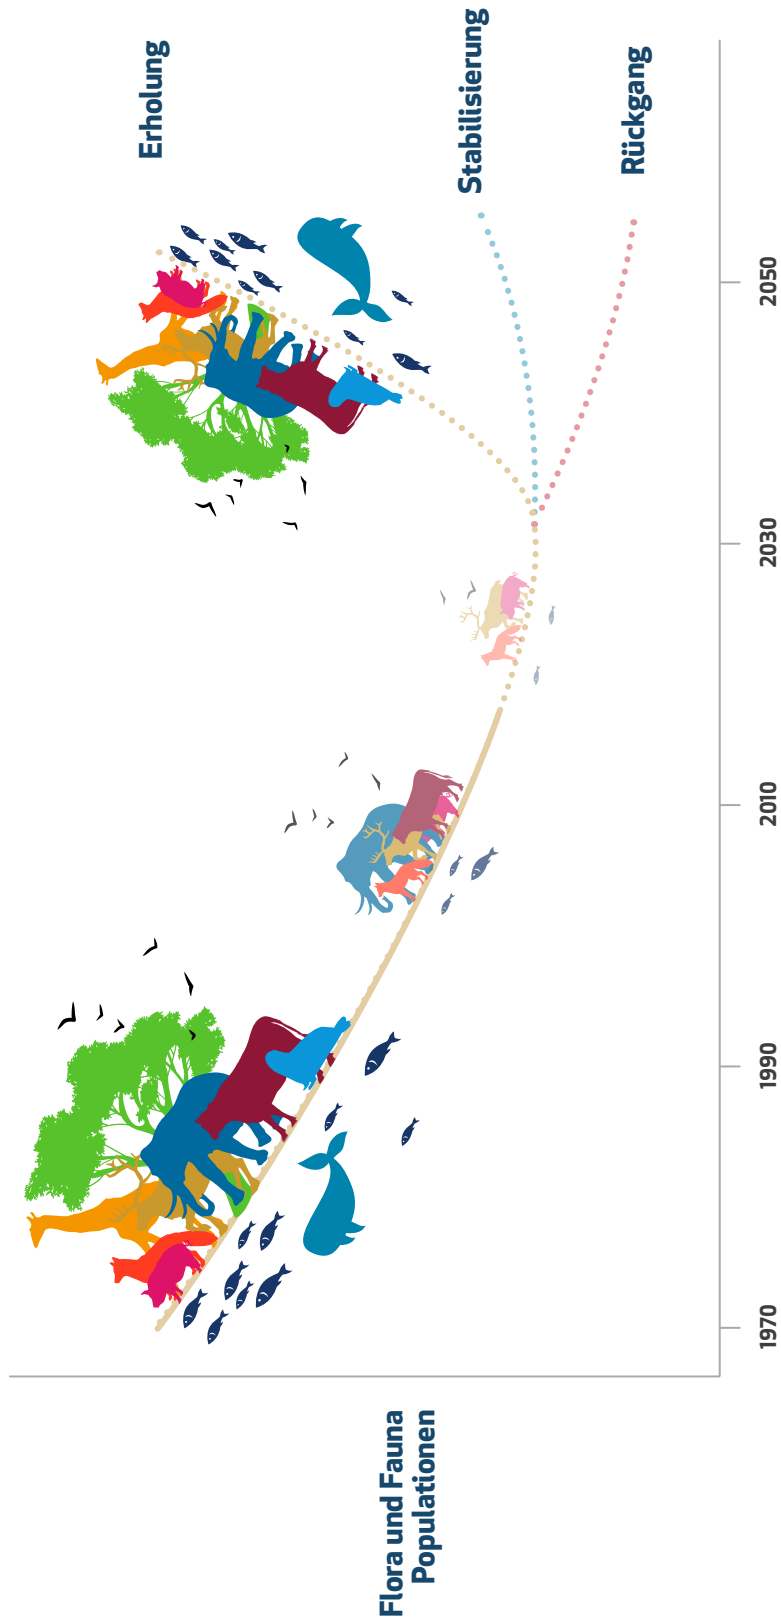 Erholung
Stabilisierung
Rückgang
Flora und Fauna
Populationen
1970
1990
2010
2030
2050